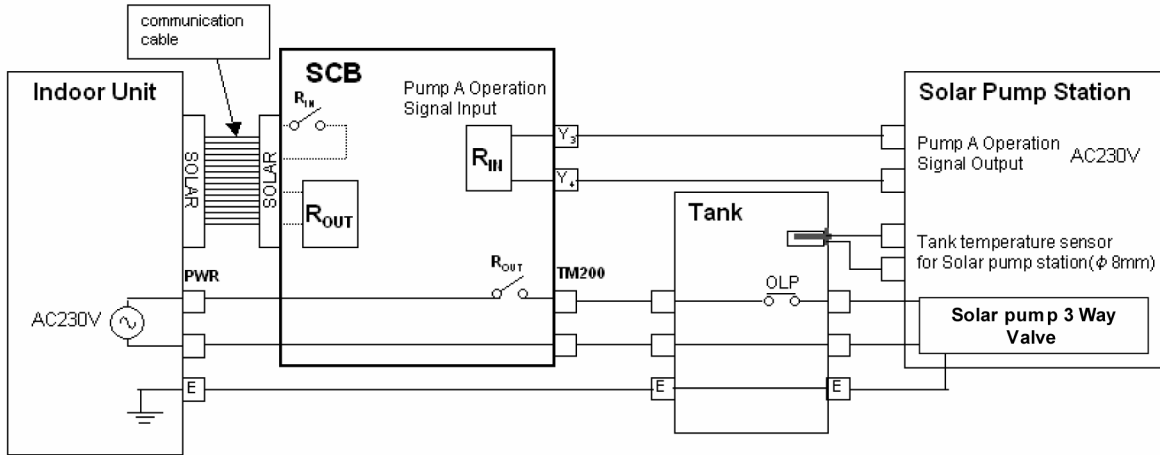 communication
cable
Indoor Unit
SOLAR
SOLAR
PWR
AC230V
E
SCB
R_IN
Pump A Operation
Signal Input
R_IN
R_OUT
R_OUT
Y3
Y4
TM200
Tank
OLP
E
E
Solar Pump Station
Pump A Operation
Signal Output
AC230V
Tank temperature sensor
for Solar pump station(ϕ 8mm)
Solar pump 3 Way
Valve